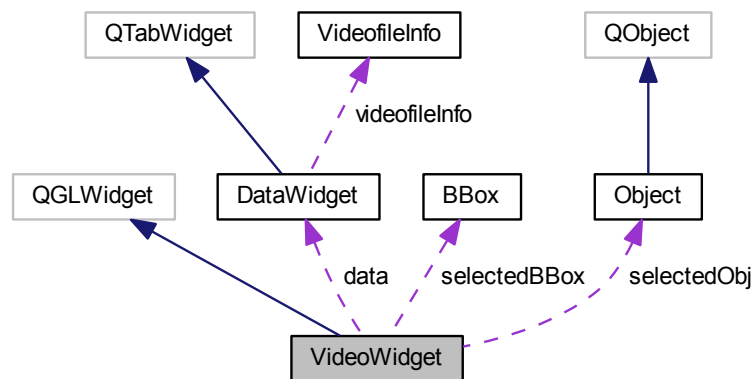 QTabWidget
VideofileInfo
QObject
videofileInfo
QGLWidget
DataWidget
BBox
Object
data
selectedBBox
selectedObj
VideoWidget